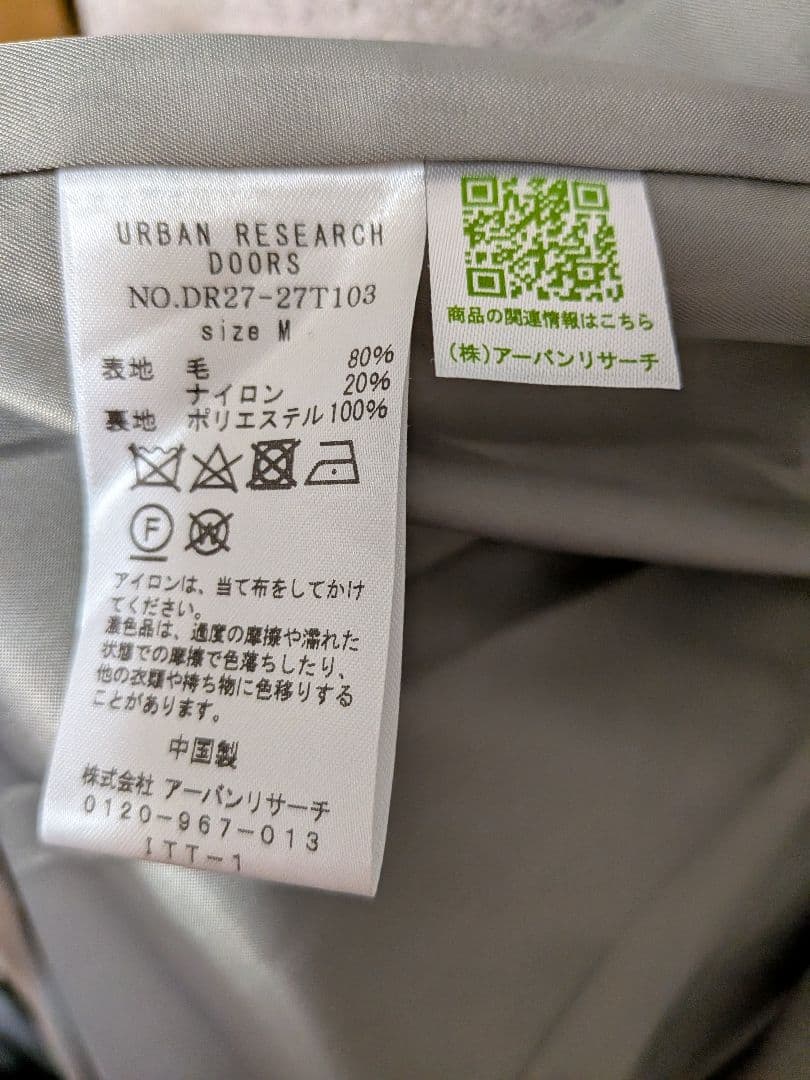 URBAN RESEARCH
DOORS
NO.DR27-27T103
size M
表地 毛 80%
ナイロン 20%
裏地 ポリエステル 100%
F
W
アイロンは、当て布をしてかけ
てください。
濃色品は、過度の摩擦や濡れた
状態での摩擦で色落ちしたり、
他の衣類や持ち物に色移りする
ことがあります。
中国製
株式会社 アーバンリサーチ
0120-967-013
ITT-1
商品の関連情報はこちら
(株)アーバンリサーチ